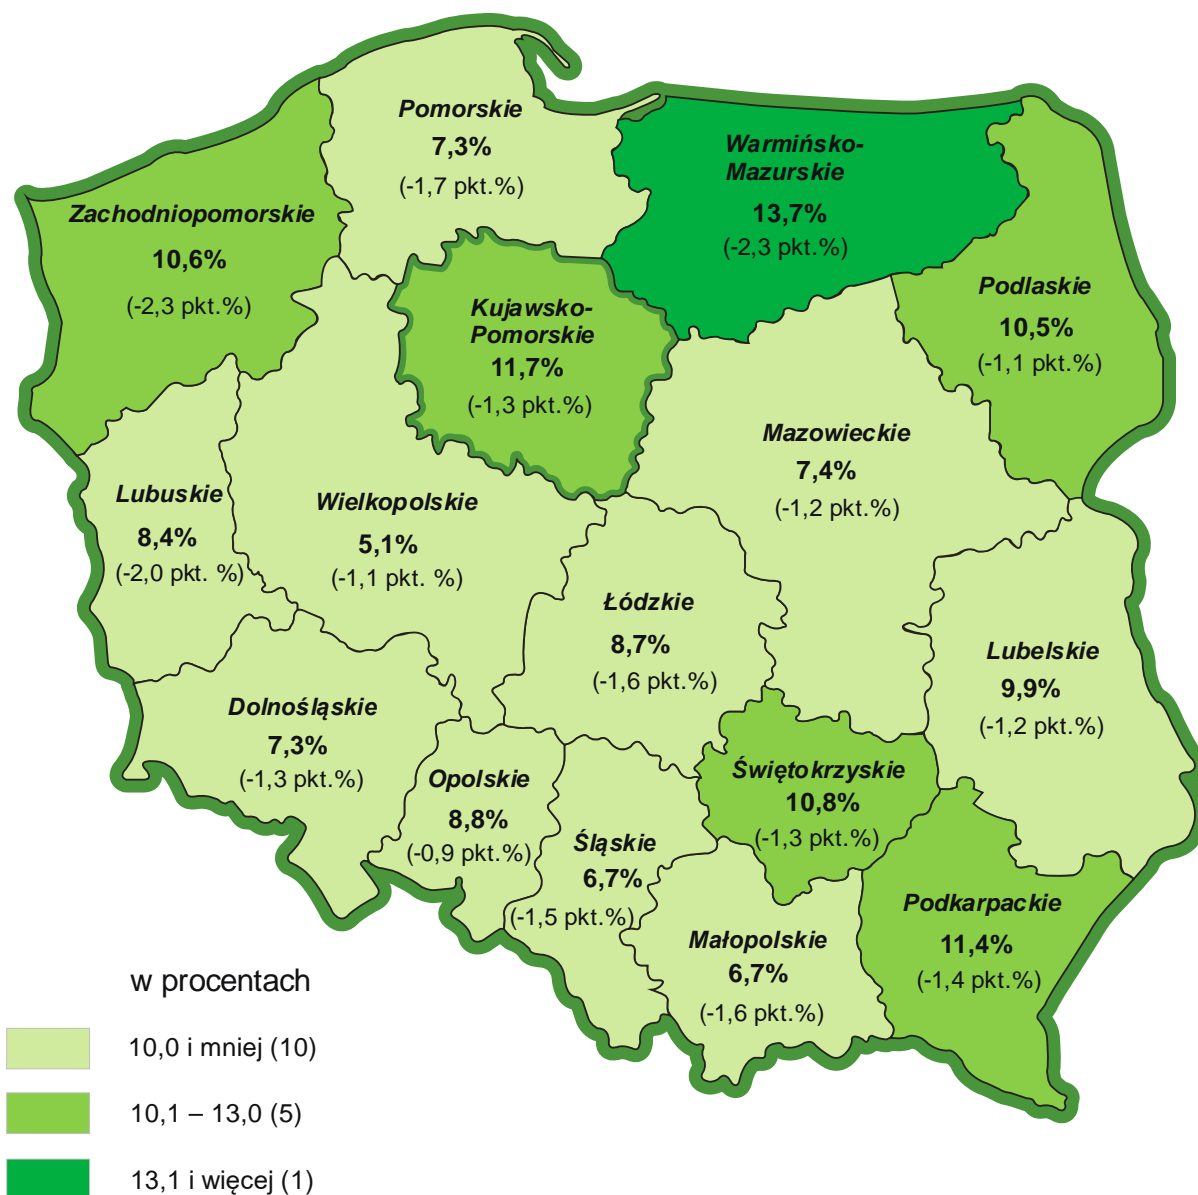 Pomorskie
7,3%
(-1,7 pkt.%)
Warmińsko-
Mazurskie
13,7%
(-2,3 pkt.%)
Zachodniopomorskie
10,6%
(-2,3 pkt.%)
Podlaskie
10,5%
(-1,1 pkt.%)
Kujawsko-
Pomorskie
11,7%
(-1,3 pkt.%)
Mazowieckie
7,4%
(-1,2 pkt.%)
Lubuskie
8,4%
(-2,0 pkt. %)
Wielkopolskie
5,1%
(-1,1 pkt. %)
Łódzkie
8,7%
(-1,6 pkt.%)
Lubelskie
9,9%
(-1,2 pkt.%)
Dolnośląskie
7,3%
(-1,3 pkt.%)
Opolskie
8,8%
(-0,9 pkt.%)
Śląskie
6,7%
(-1,5 pkt.%)
Świętokrzyskie
10,8%
(-1,3 pkt.%)
Małopolskie
6,7%
(-1,6 pkt.%)
Podkarpackie
11,4%
(-1,4 pkt.%)
w procentach
10,0 i mniej (10)
10,1 – 13,0 (5)
13,1 i więcej (1)